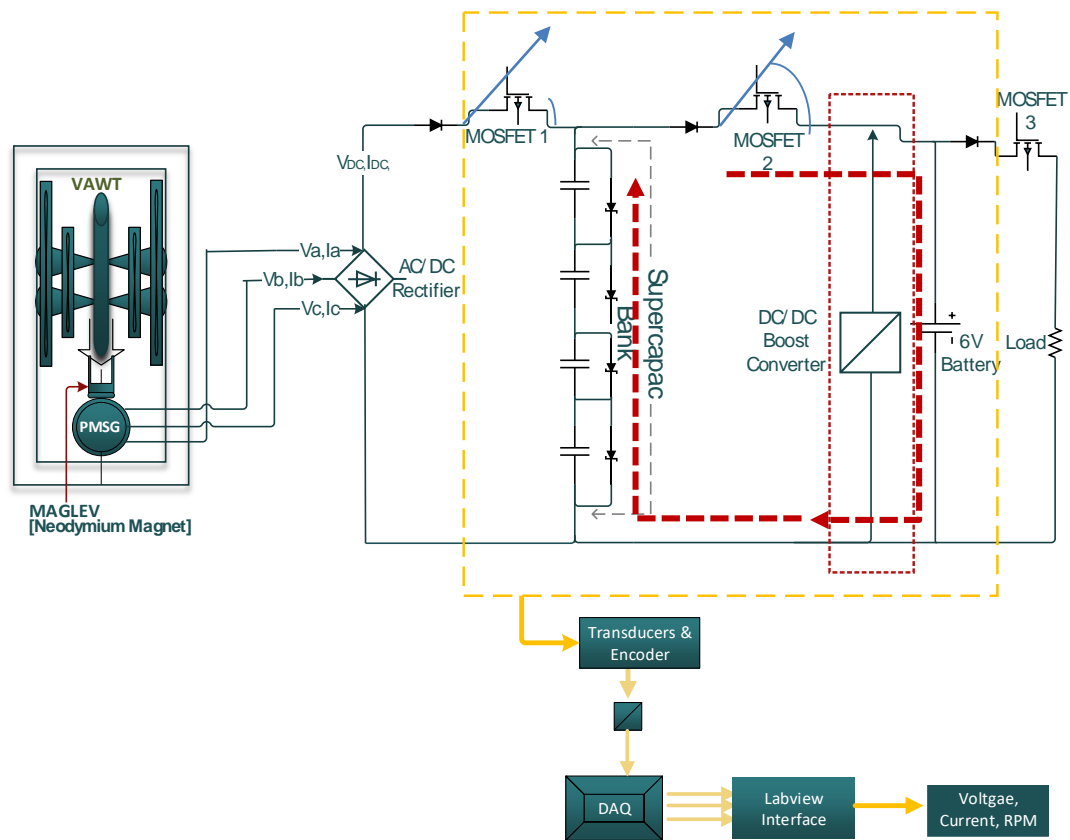 MOSFET 1
MOSFET
2
MOSFET
3
VDC,IDC,
VAWT
Va,Ia
Vb,Ib
Vc,Ic
AC/DC
Rectifier
Supercapac
Bank
DC/DC
Boost
Converter
+
-
6V
Battery
Load
PMSG
MAGLEV
[Neodymium Magnet]
Transducers &
Encoder
DAQ
Labview
Interface
Voltgae,
Current, RPM